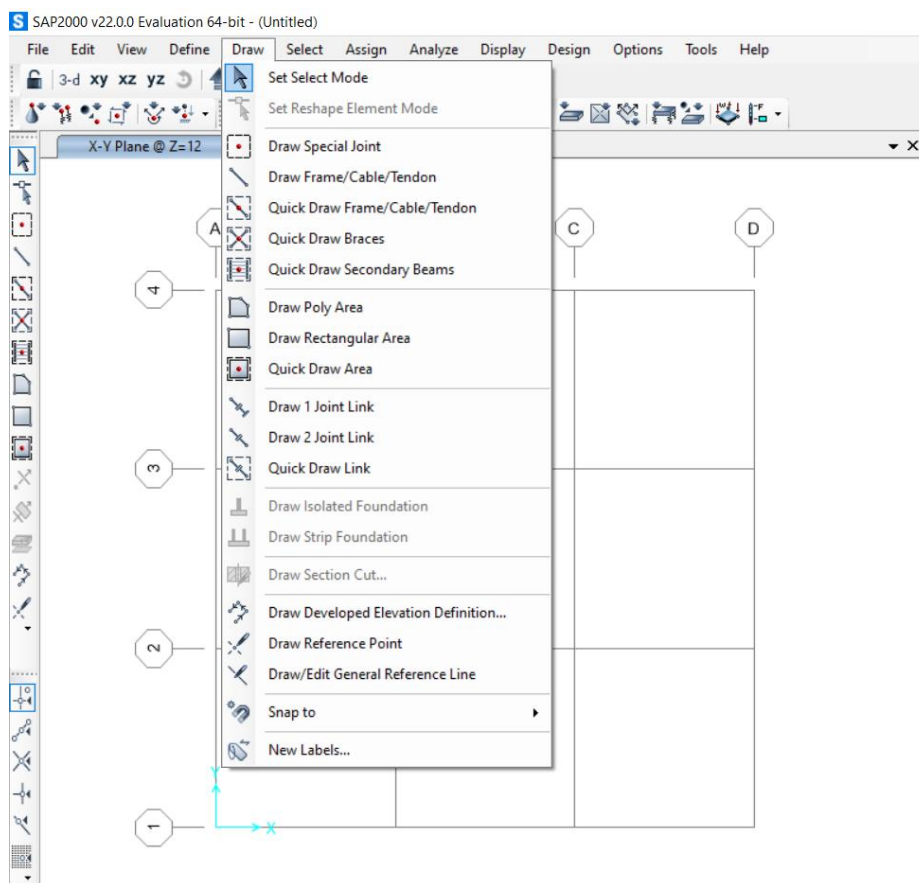 SAP2000 v22.0.0 Evaluation 64-bit - (Untitled)
File Edit View Define Draw Select Assign Analyze Display Design Options Tools Help
3-d xy xz yz
X-Y Plane @ Z=12
Set Select Mode
Set Reshape Element Mode
Draw Special Joint
Draw Frame/Cable/Tendon
Quick Draw Frame/Cable/Tendon
Quick Draw Braces
Quick Draw Secondary Beams
Draw Poly Area
Draw Rectangular Area
Quick Draw Area
Draw 1 Joint Link
Draw 2 Joint Link
Quick Draw Link
Draw Isolated Foundation
Draw Strip Foundation
Draw Section Cut...
Draw Developed Elevation Definition...
Draw Reference Point
Draw/Edit General Reference Line
Snap to
New Labels...
A C D
4
3
2
1
Y
X